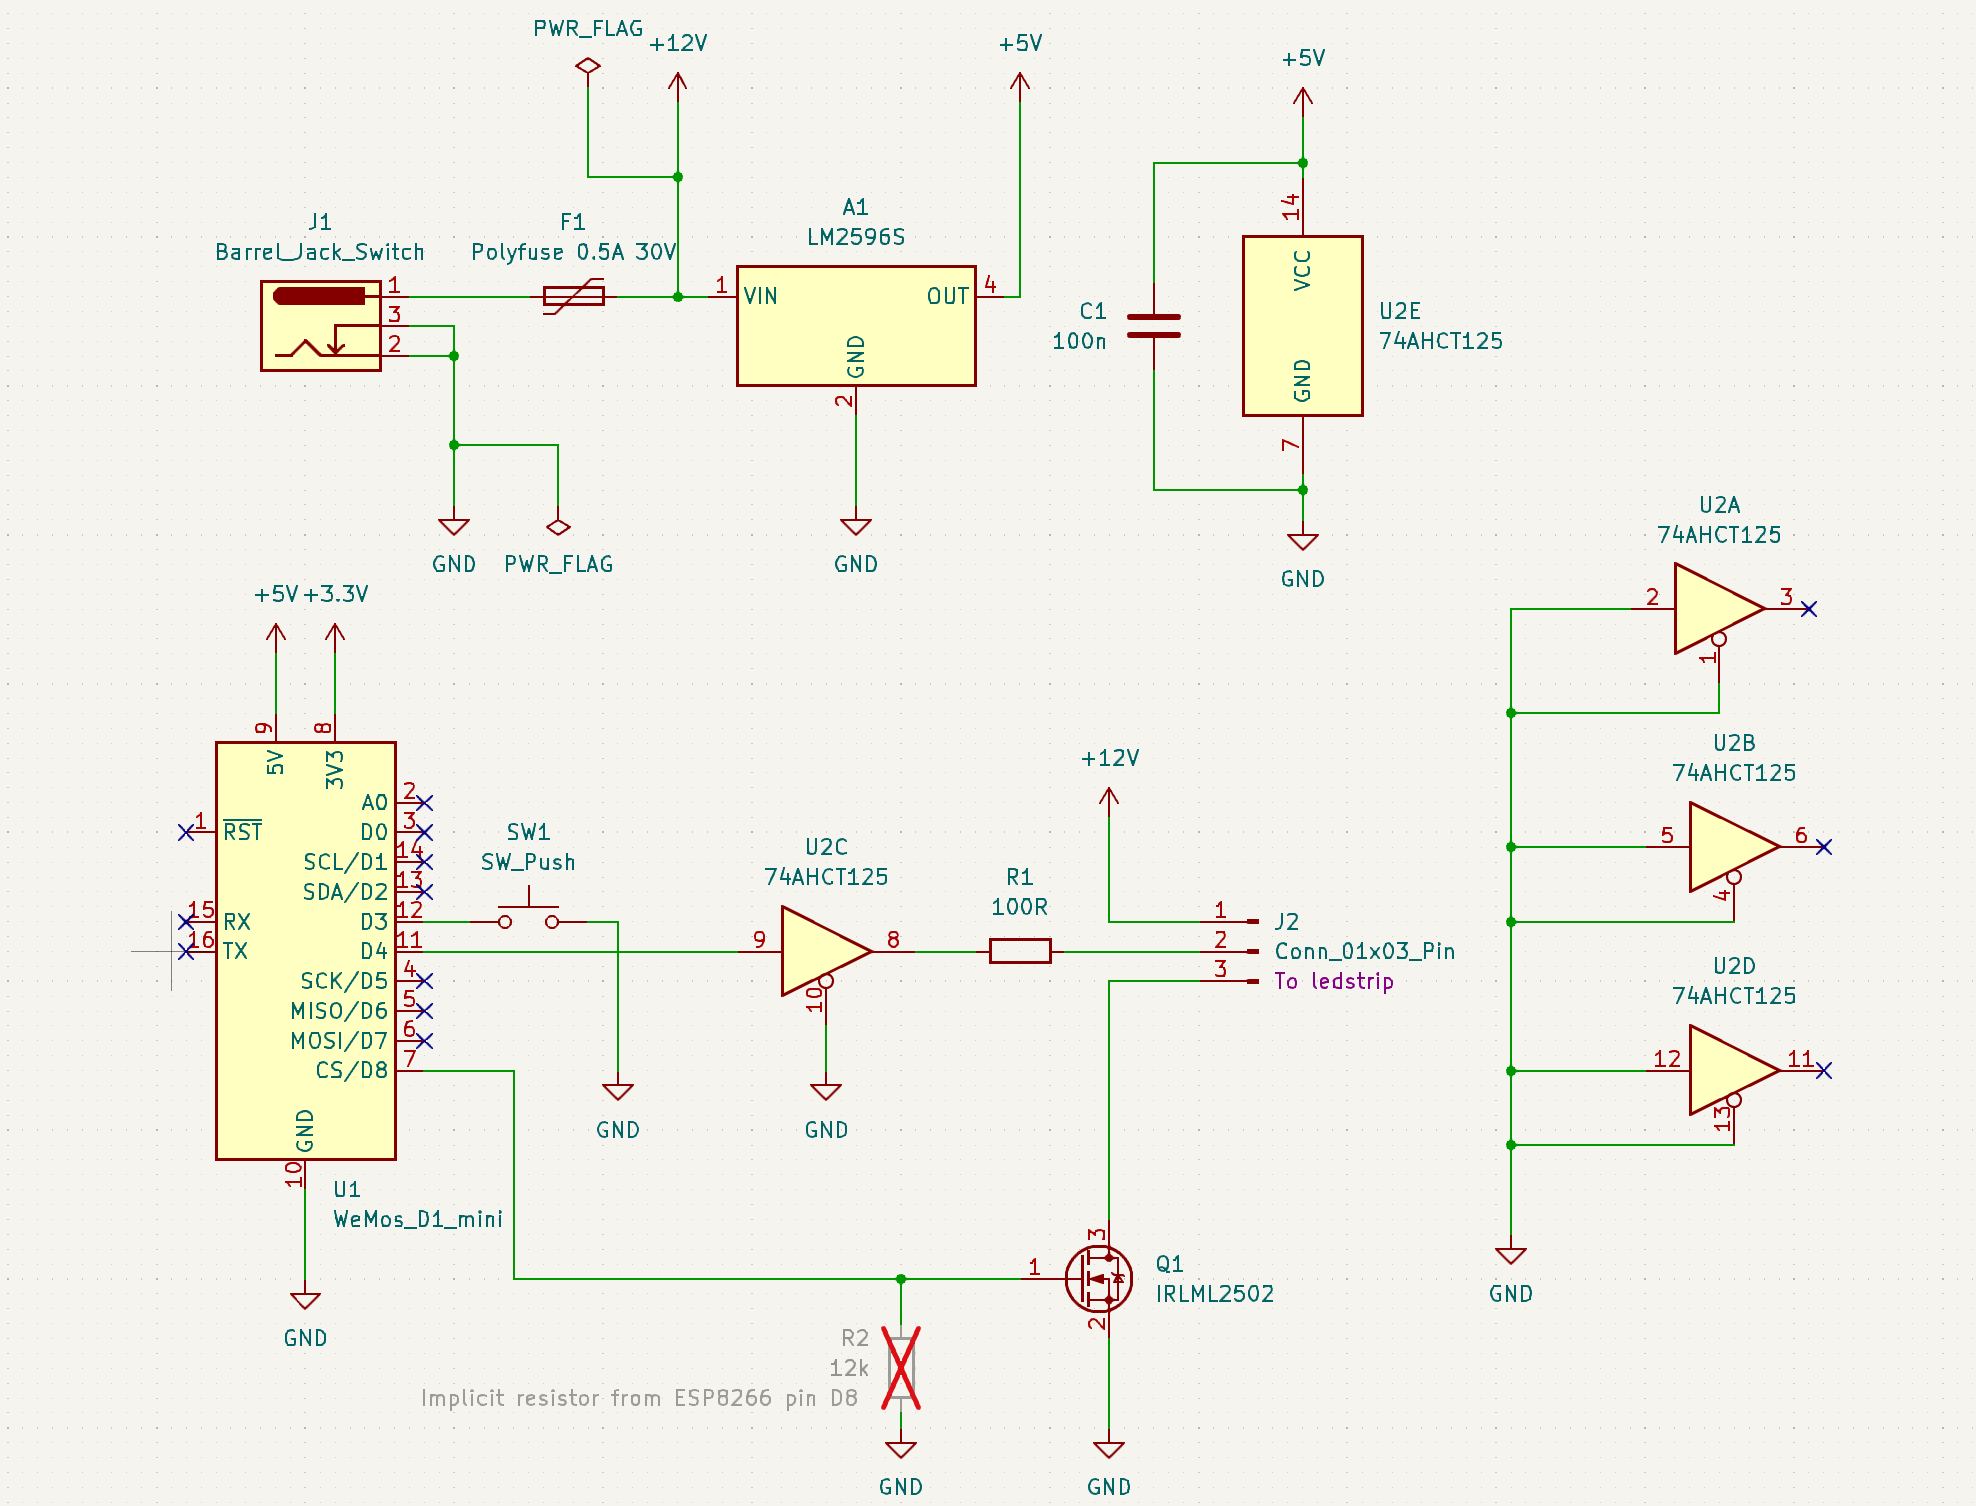 PWR_FLAG
+12V
+5V
+5V
J1
Barrel_Jack_Switch
1
3
2
F1
Polyfuse 0.5A 30V
A1
LM2596S
1
VIN
OUT
4
GND
2
C1
100n
14
VCC
GND
7
U2E
74AHCT125
GND
PWR_FLAG
GND
GND
+5V
+3.3V
9
8
5V
3V3
1
RST
15
RX
16
TX
A0
2
D0
3
SCL/D1
14
SDA/D2
13
D3
12
D4
11
SCK/D5
4
MISO/D6
5
MOSI/D7
6
CS/D8
7
GND
10
U1
WeMos_D1_mini
GND
SW1
SW_Push
GND
U2C
74AHCT125
9
8
10
GND
R1
100R
+12V
1
2
3
J2
Conn_01x03_Pin
To ledstrip
3
1
2
Q1
IRLML2502
R2
12k
Implicit resistor from ESP8266 pin D8
GND
GND
U2A
74AHCT125
2
3
1
U2B
74AHCT125
5
6
4
U2D
74AHCT125
12
11
13
GND